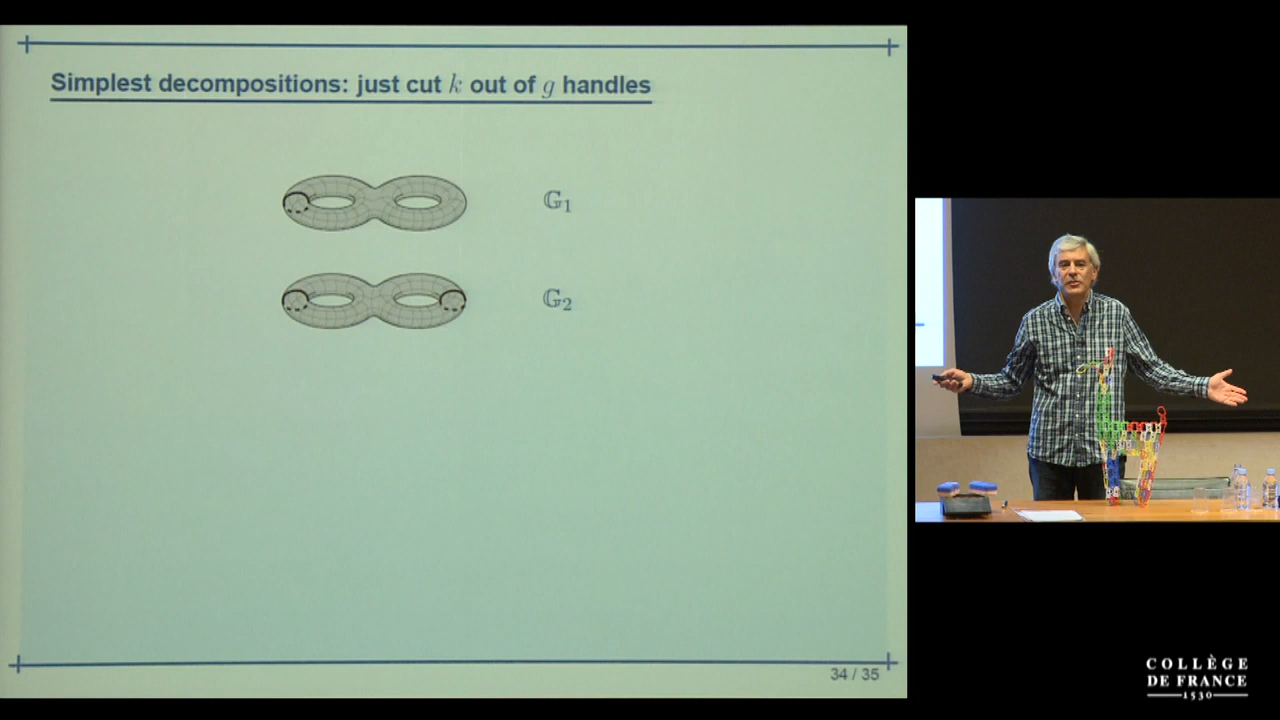 Simplest decompositions: just cut k out of g handles
𝔾₁
𝔾₂
34 / 35
COLLÈGE
DE FRANCE
1530